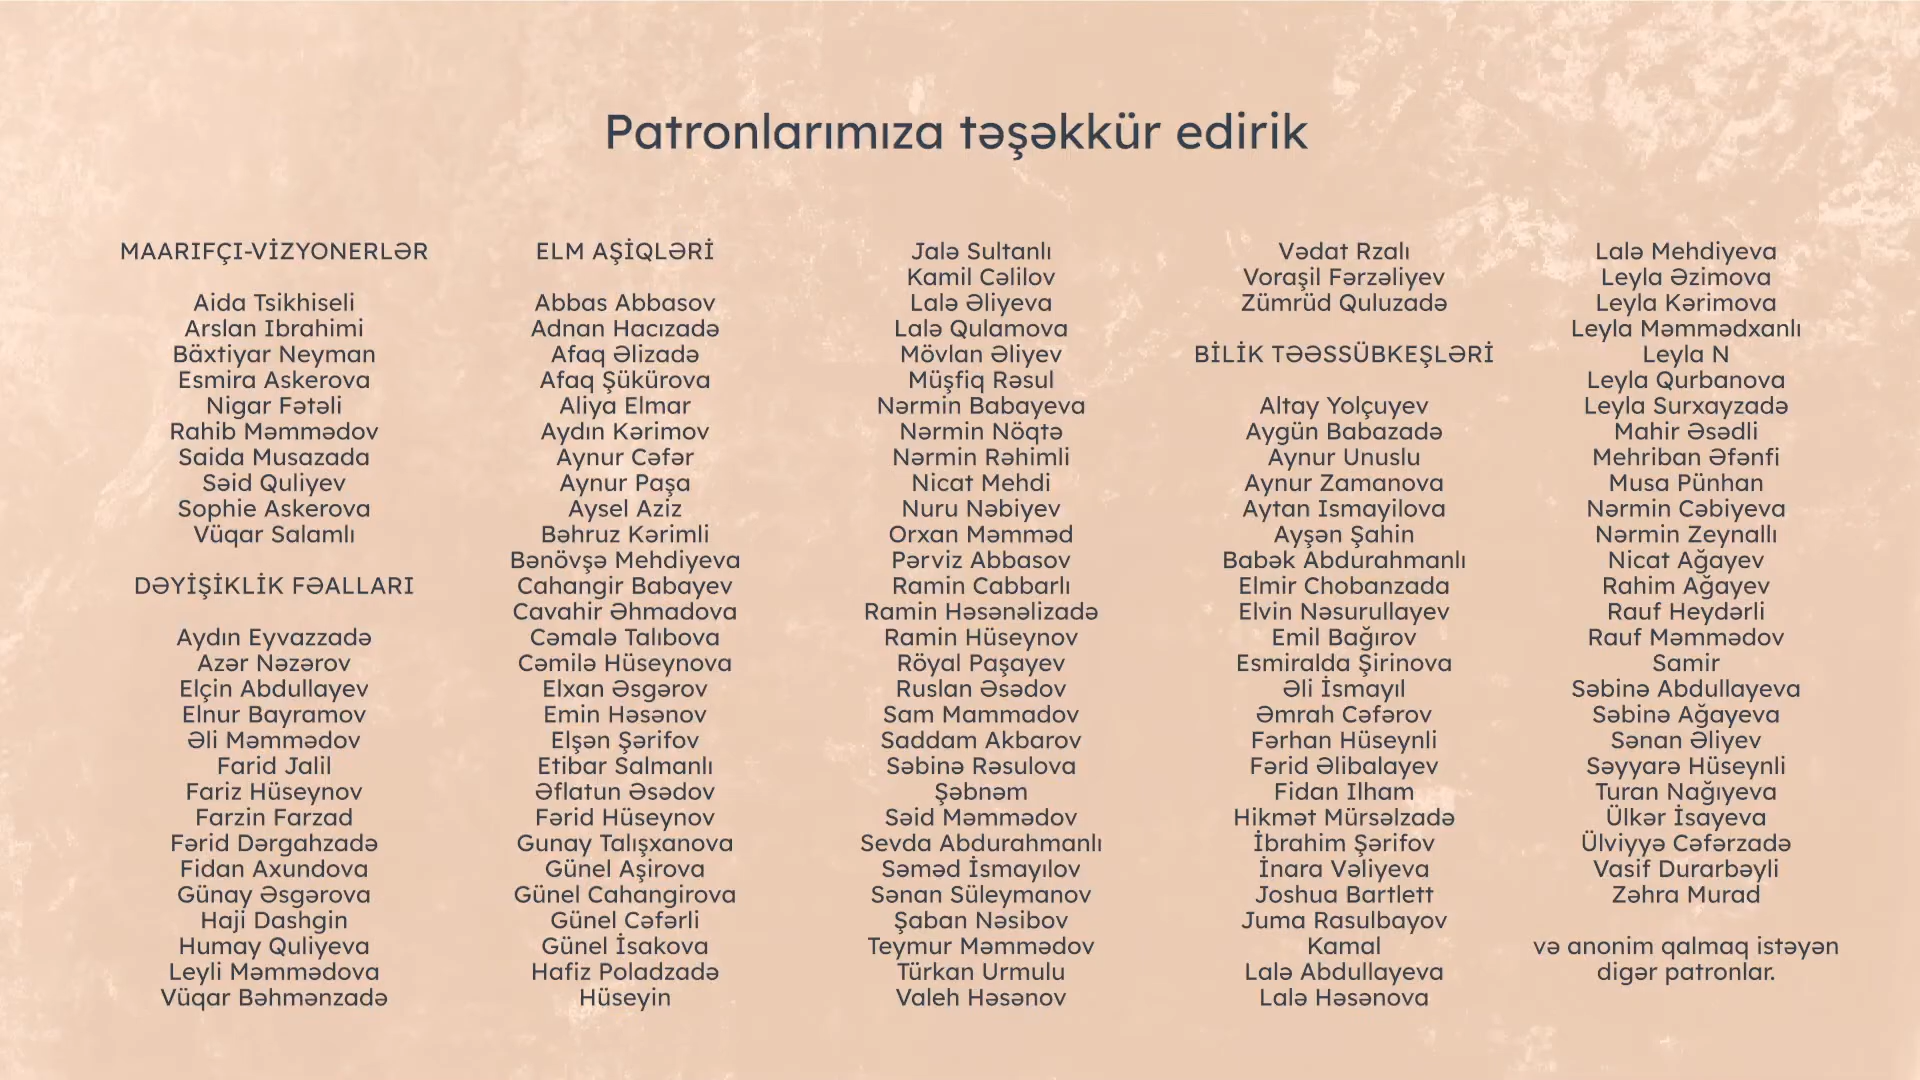 Patronlarımıza təşəkkür edirik
MAARIFÇI-VİZYONERLƏR
Aida Tsikhiseli
Arslan Ibrahimi
Bäxtiyar Neyman
Esmira Askerova
Nigar Fətəli
Rahib Məmmədov
Saida Musazada
Səid Quliyev
Sophie Askerova
Vüqar Salamlı
DƏYİŞİKLİK FƏALLARI
Aydın Eyvazzadə
Azər Nəzərov
Elçin Abdullayev
Elnur Bayramov
Əli Məmmədov
Farid Jalil
Fariz Hüseynov
Farzin Farzad
Fərid Dərgahzadə
Fidan Axundova
Günay Əsgərova
Haji Dashgin
Humay Quliyeva
Leyli Məmmədova
Vüqar Bəhmənzadə
ELM AŞİQLƏRİ
Abbas Abbasov
Adnan Hacızadə
Afaq Əlizadə
Afaq Şükürova
Aliya Elmar
Aydın Kərimov
Aynur Cəfər
Aynur Paşa
Aysel Aziz
Bəhruz Kərimli
Bənövşə Mehdiyeva
Cahangir Babayev
Cavahir Əhmadova
Cəmalə Talıbova
Cəmilə Hüseynova
Elxan Əsgərov
Emin Həsənov
Elşən Şərifov
Etibar Salmanlı
Əflatun Əsədov
Fərid Hüseynov
Gunay Talışxanova
Günel Aşirova
Günel Cahangirova
Günel Cəfərli
Günel İsakova
Hafiz Poladzadə
Hüseyin
Jalə Sultanlı
Kamil Cəlilov
Lalə Əliyeva
Lalə Qulamova
Mövlan Əliyev
Müşfiq Rəsul
Nərmin Babayeva
Nərmin Nöqtə
Nərmin Rəhimli
Nicat Mehdi
Nuru Nəbiyev
Orxan Məmməd
Pərviz Abbasov
Ramin Cabbarlı
Ramin Həsənəlizadə
Ramin Hüseynov
Röyal Paşayev
Ruslan Əsədov
Sam Mammadov
Saddam Akbarov
Səbinə Rəsulova
Şəbnəm
Səid Məmmədov
Sevda Abdurahmanlı
Səməd İsmayılov
Sənan Süleymanov
Şaban Nəsibov
Teymur Məmmədov
Türkan Urmulu
Valeh Həsənov
Vədat Rzalı
Voraşil Fərzəliyev
Zümrüd Quluzadə
BİLİK TƏƏSSÜBKEŞLƏRİ
Altay Yolçuyev
Aygün Babazadə
Aynur Unuslu
Aynur Zamanova
Aytan Ismayilova
Ayşən Şahin
Babək Abdurahmanlı
Elmir Chobanzada
Elvin Nəsurullayev
Emil Bağırov
Esmiralda Şirinova
Əli İsmayıl
Əmrah Cəfərov
Fərhan Hüseynli
Fərid Əlibalayev
Fidan Ilham
Hikmət Mürsəlzadə
İbrahim Şərifov
İnara Vəliyeva
Joshua Bartlett
Juma Rasulbayov
Kamal
Lalə Abdullayeva
Lalə Həsənova
Lalə Mehdiyeva
Leyla Əzimova
Leyla Kərimova
Leyla Məmmədxanlı
Leyla N
Leyla Qurbanova
Leyla Surxayzadə
Mahir Əsədli
Mehriban Əfənfi
Musa Pünhan
Nərmin Cəbiyeva
Nərmin Zeynallı
Nicat Ağayev
Rahim Ağayev
Rauf Heydərli
Rauf Məmmədov
Samir
Səbinə Abdullayeva
Səbinə Ağayeva
Sənan Əliyev
Səyyarə Hüseynli
Turan Nağıyeva
Ülkər İsayeva
Ülviyyə Cəfərzadə
Vasif Durarbəyli
Zəhra Murad
və anonim qalmaq istəyən
digər patronlar.